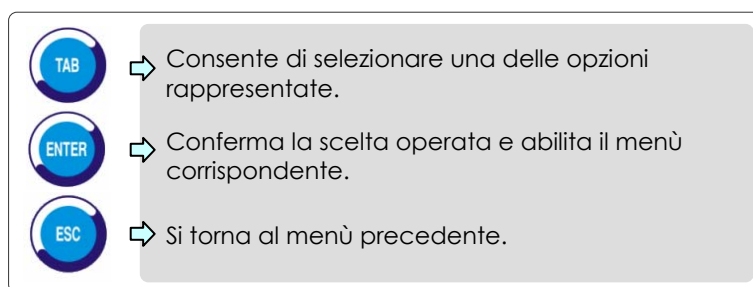 TAB
Consente di selezionare una delle opzioni
rappresentate.
ENTER
Conferma la scelta operata e abilita il menù
corrispondente.
ESC
Si torna al menù precedente.